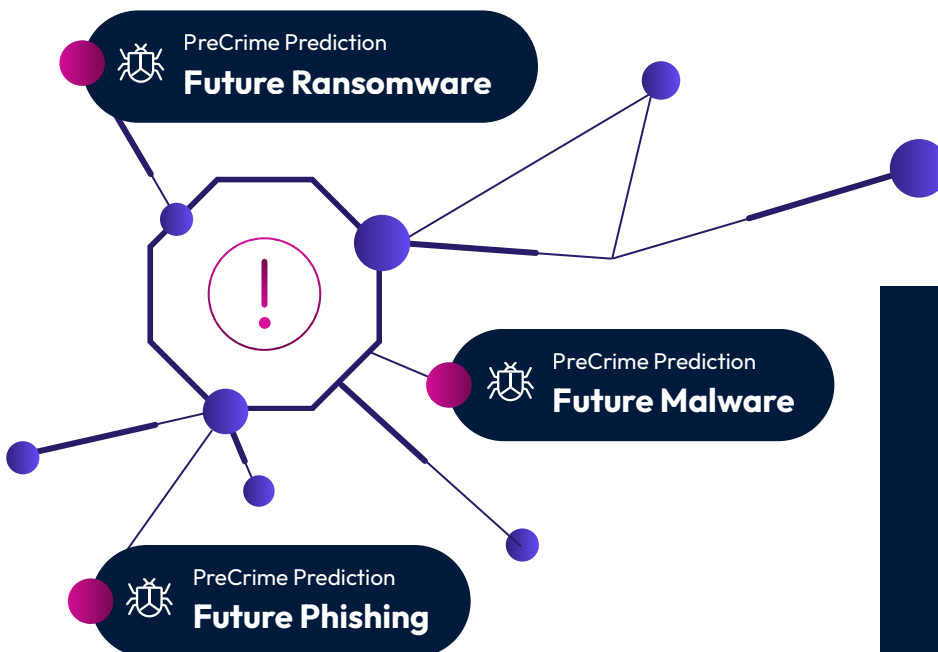 PreCrime Prediction
Future Ransomware
!
PreCrime Prediction
Future Malware
PreCrime Prediction
Future Phishing